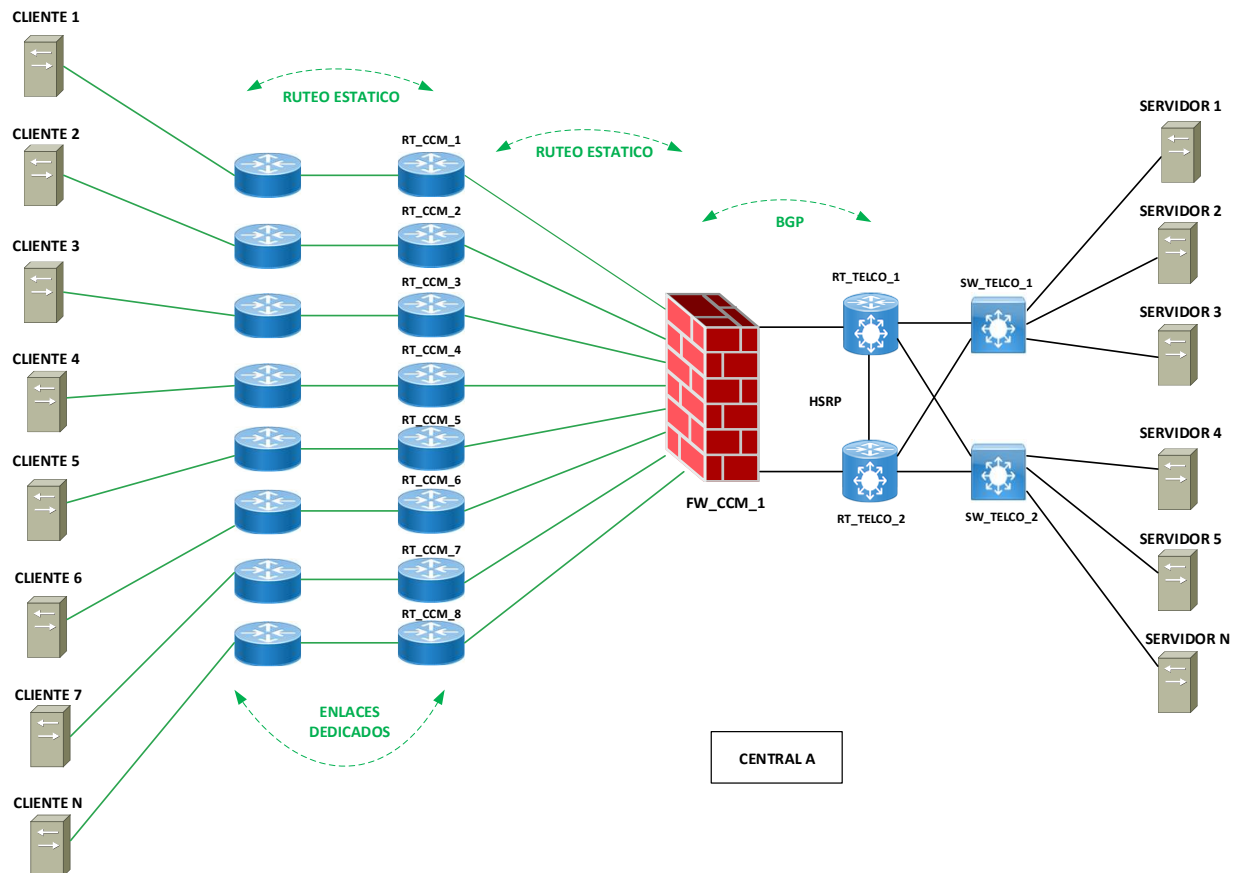 CLIENTE 1
CLIENTE 2
CLIENTE 3
CLIENTE 4
CLIENTE 5
CLIENTE 6
CLIENTE 7
CLIENTE N
RUTEO ESTATICO
RT_CCM_1
RT_CCM_2
RT_CCM_3
RT_CCM_4
RT_CCM_5
RT_CCM_6
RT_CCM_7
RT_CCM_8
ENLACES
DEDICADOS
RUTEO ESTATICO
FW_CCM_1
BGP
RT_TELCO_1
HSRP
RT_TELCO_2
SW_TELCO_1
SW_TELCO_2
CENTRAL A
SERVIDOR 1
SERVIDOR 2
SERVIDOR 3
SERVIDOR 4
SERVIDOR 5
SERVIDOR N